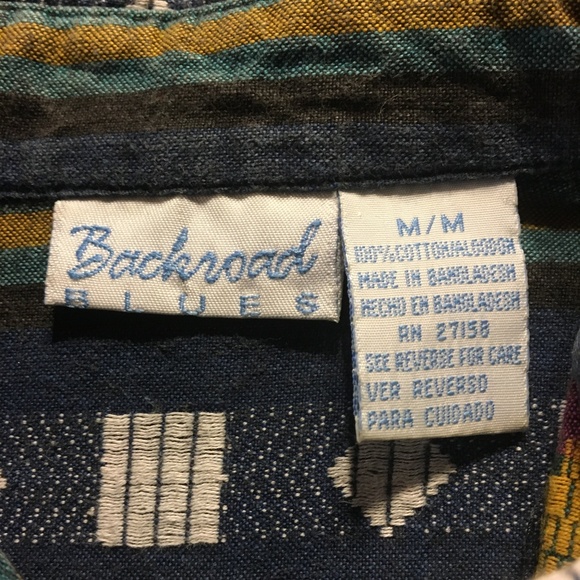 Backroad
BLUES
M/M
100%COTTON/ALGODON
MADE IN BANGLADESH
HECHO EN BANGLADESH
RN 27158
SEE REVERSE FOR CARE
VER REVERSO
PARA CUIDADO